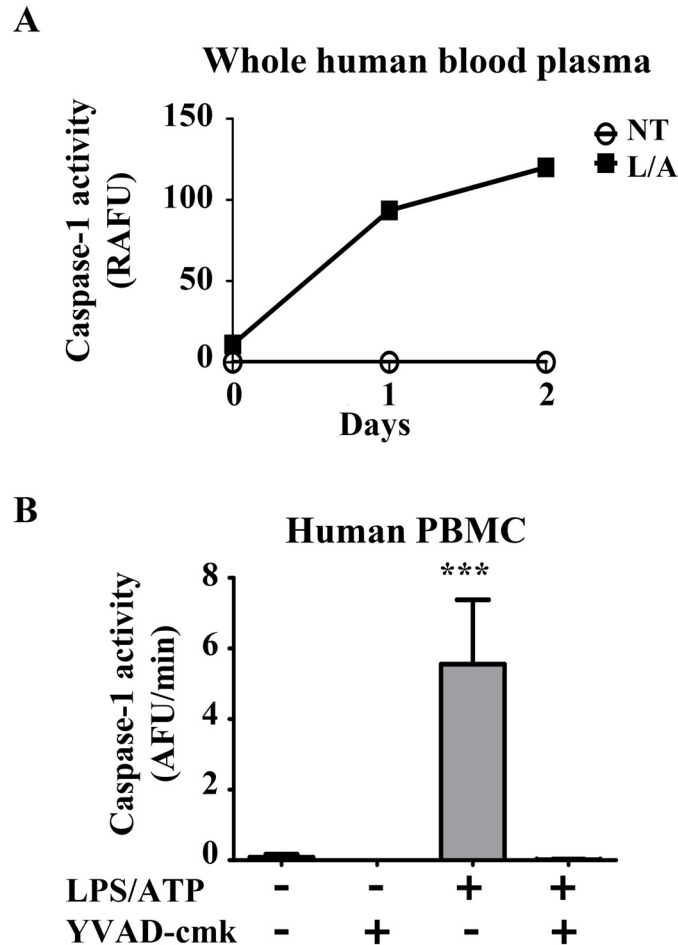 A
Whole human blood plasma
Caspase-1 activity
(RAFU)
150
100
50
0
0 1 2
Days
NT
L/A
B
Human PBMC
***
Caspase-1 activity
(AFU/min)
8
6
4
2
0
LPS/ATP - - + +
YVAD-cmk - + - +